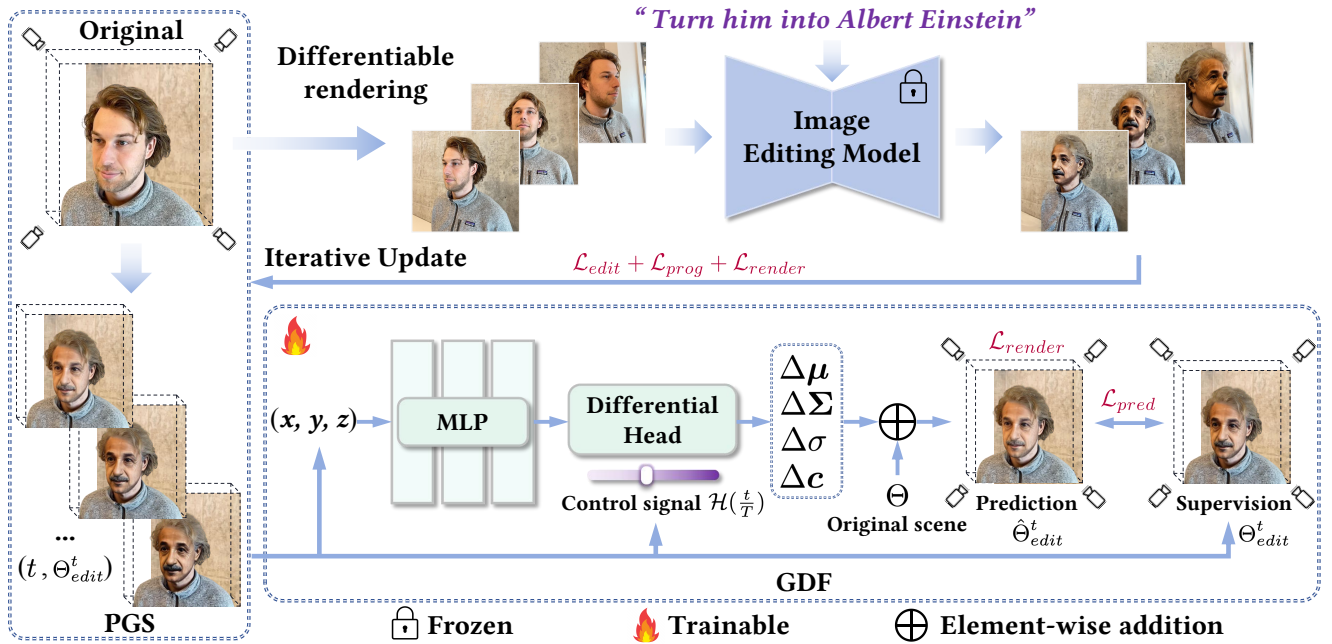 Original
Differentiable
rendering
“ Turn him into Albert Einstein”
Image
Editing Model
Iterative Update
ℒ_edit + ℒ_prog + ℒ_render
(x, y, z)
MLP
Differential
Head
Control signal ℋ(t/T)
Δμ
ΔΣ
Δσ
Δc
Θ
Original scene
ℒ_render
Prediction
Θ̂^t_edit
ℒ_pred
Supervision
Θ^t_edit
...
(t , Θ^t_edit)
PGS
GDF
Frozen
Trainable
Element-wise addition